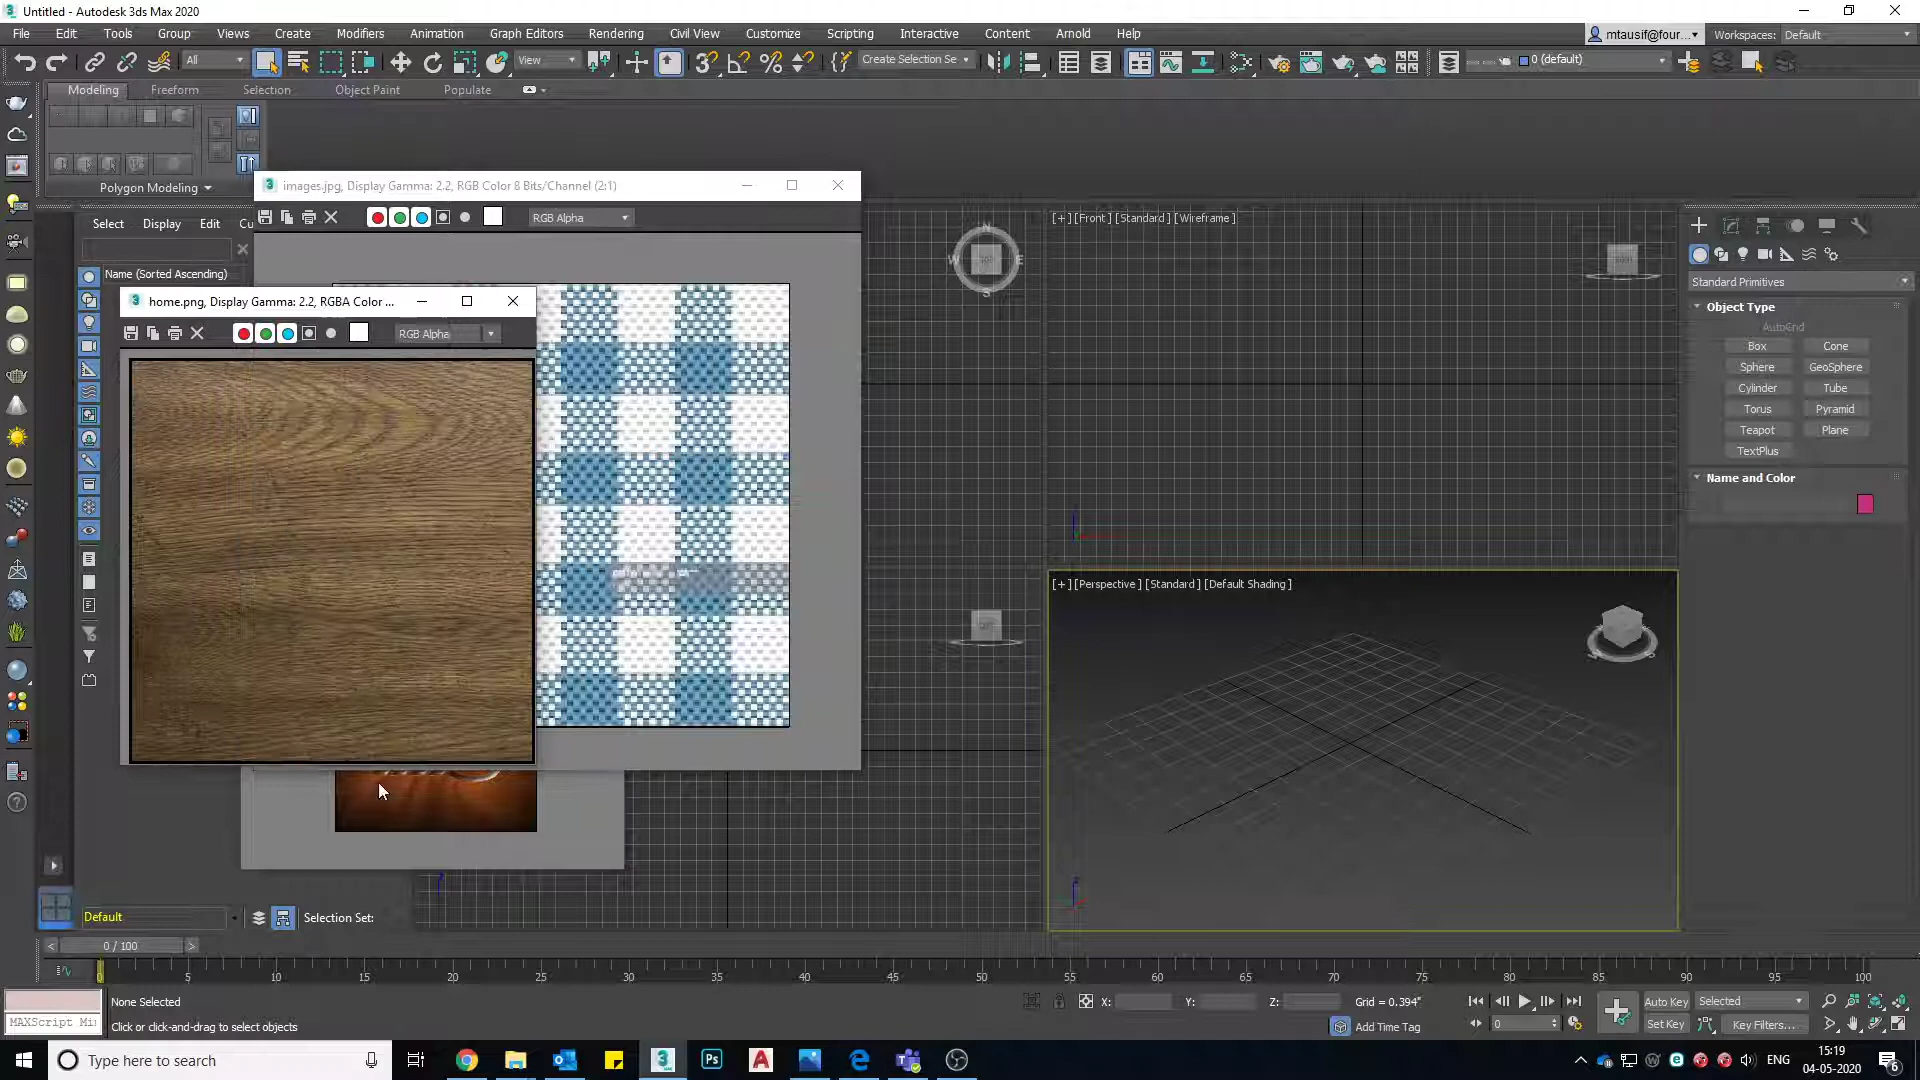 Untitled - Autodesk 3ds Max 2020
File Edit Tools Group Views Create Modifiers Animation Graph Editors Rendering Civil View Customize Scripting Interactive Content Arnold Help
mtausif@four... Workspaces: Default
All View Create Selection Se 0 (default)
Modeling Freeform Selection Object Paint Populate
Polygon Modeling
images.jpg, Display Gamma: 2.2, RGB Color 8 Bits/Channel (2:1)
RGB Alpha
Select Display Edit Cu
Name (Sorted Ascending)
home.png, Display Gamma: 2.2, RGBA Color ...
RGB Alpha
N
W E
S
[+] [Front] [Standard] [Wireframe]
[+] [Perspective] [Standard] [Default Shading]
Standard Primitives
Object Type
AutoGrid
Box Cone
Sphere GeoSphere
Cylinder Tube
Torus Pyramid
Teapot Plane
TextPlus
Name and Color
Default Selection Set:
0 / 100
0 5 10 15 20 25 30 35 40 45 50 55 60 65 70 75 80 85 90 95 100
None Selected
X: Y: Z: Grid = 0.394"
Auto Key Selected
MAXScript Mi
Click or click-and-drag to select objects
Add Time Tag
0
Set Key Key Filters...
Type here to search
ENG
15:19
04-05-2020
6